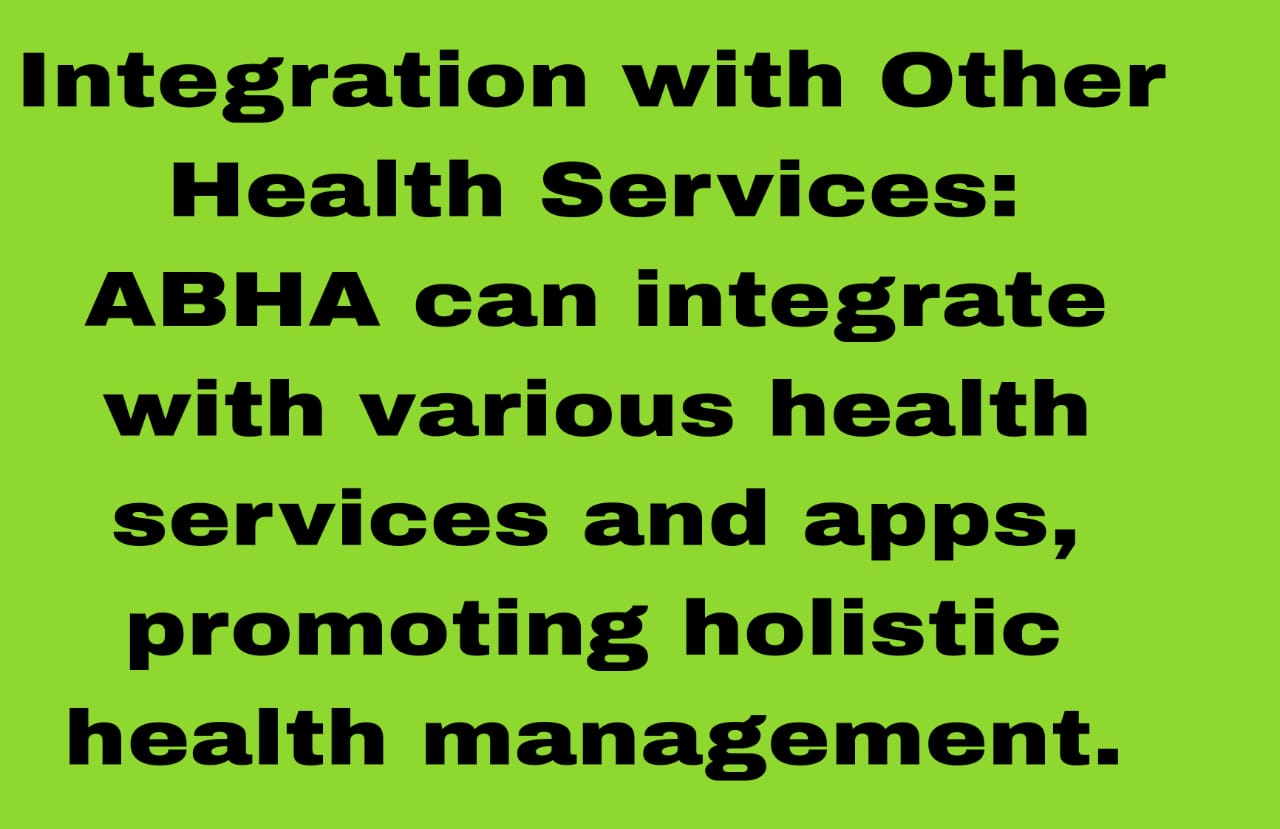 Integration with Other
Health Services:
ABHA can integrate
with various health
services and apps,
promoting holistic
health management.